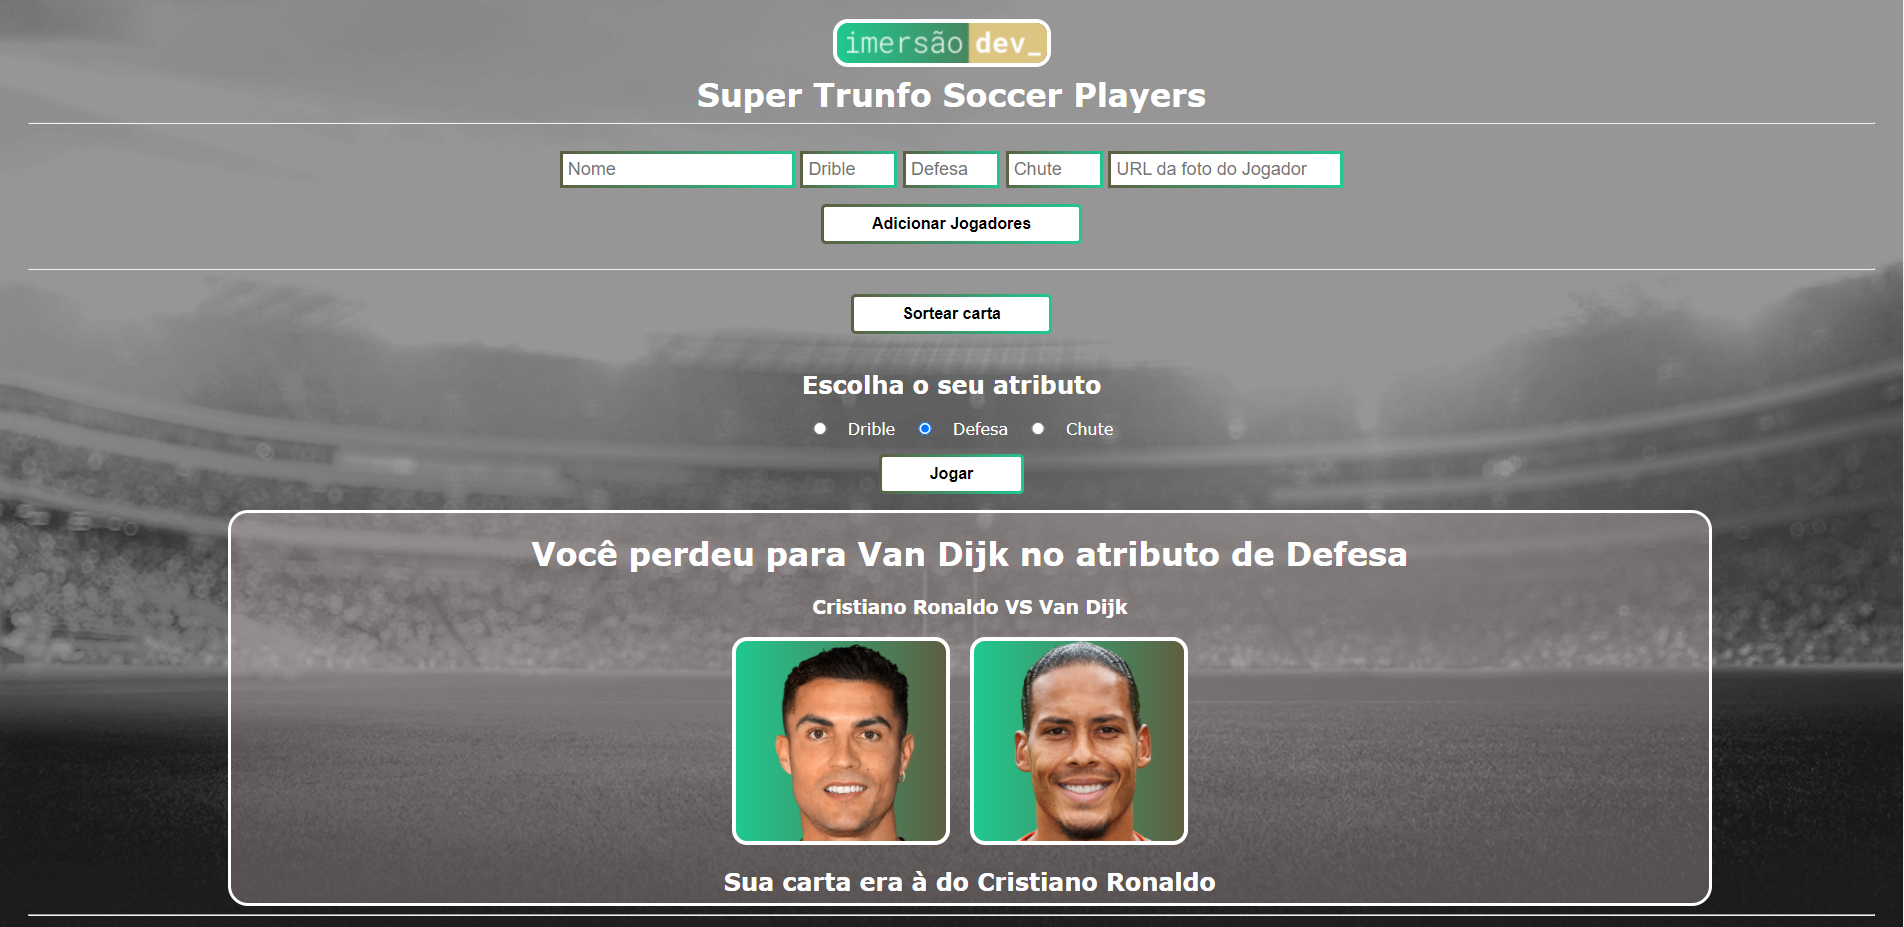 imersão dev_
Super Trunfo Soccer Players
Nome Drible Defesa Chute URL da foto do Jogador
Adicionar Jogadores
Sortear carta
Escolha o seu atributo
Drible Defesa Chute
Jogar
Você perdeu para Van Dijk no atributo de Defesa
Cristiano Ronaldo VS Van Dijk
Sua carta era à do Cristiano Ronaldo